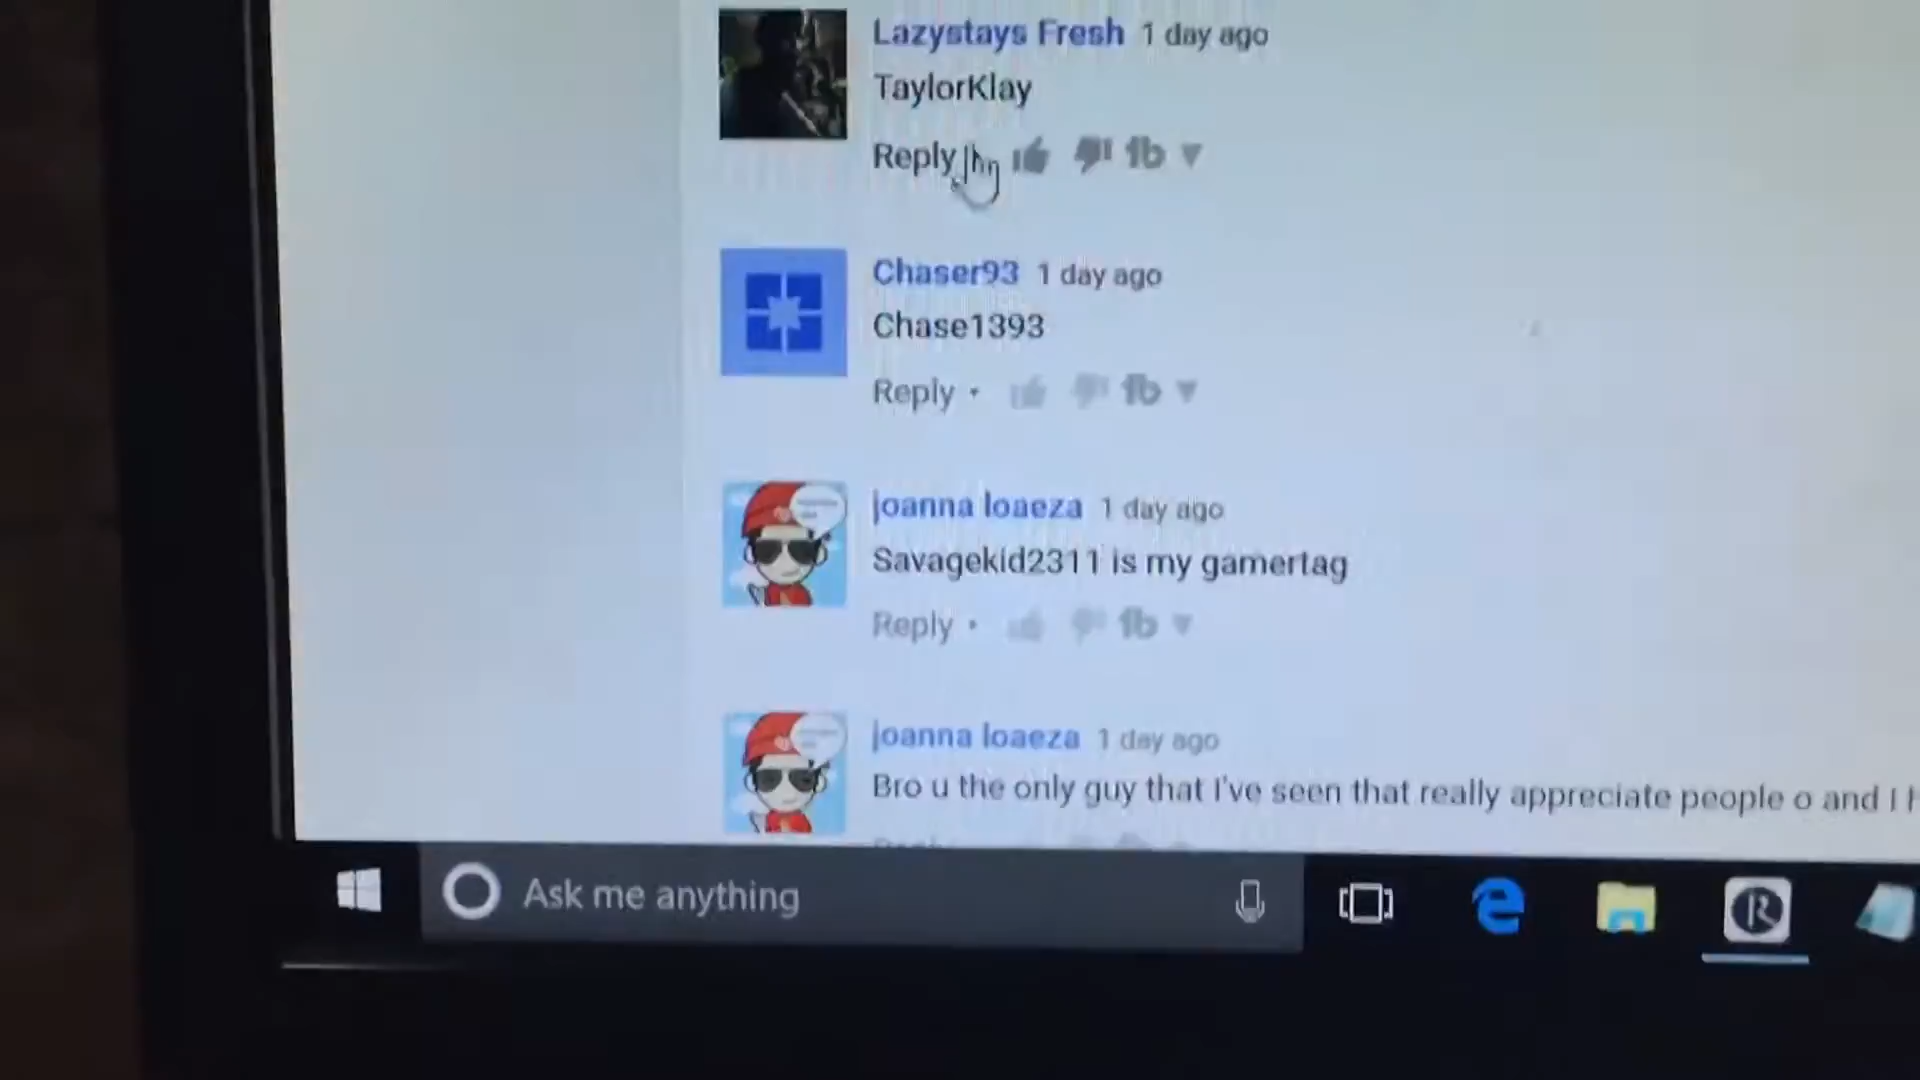 Lazystays Fresh 1 day ago
TaylorKlay
Reply
Chaser93 1 day ago
Chase1393
Reply •
joanna loaeza 1 day ago
Savagekid2311 is my gamertag
Reply •
joanna loaeza 1 day ago
Bro u the only guy that I've seen that really appreciate people o and I
Ask me anything